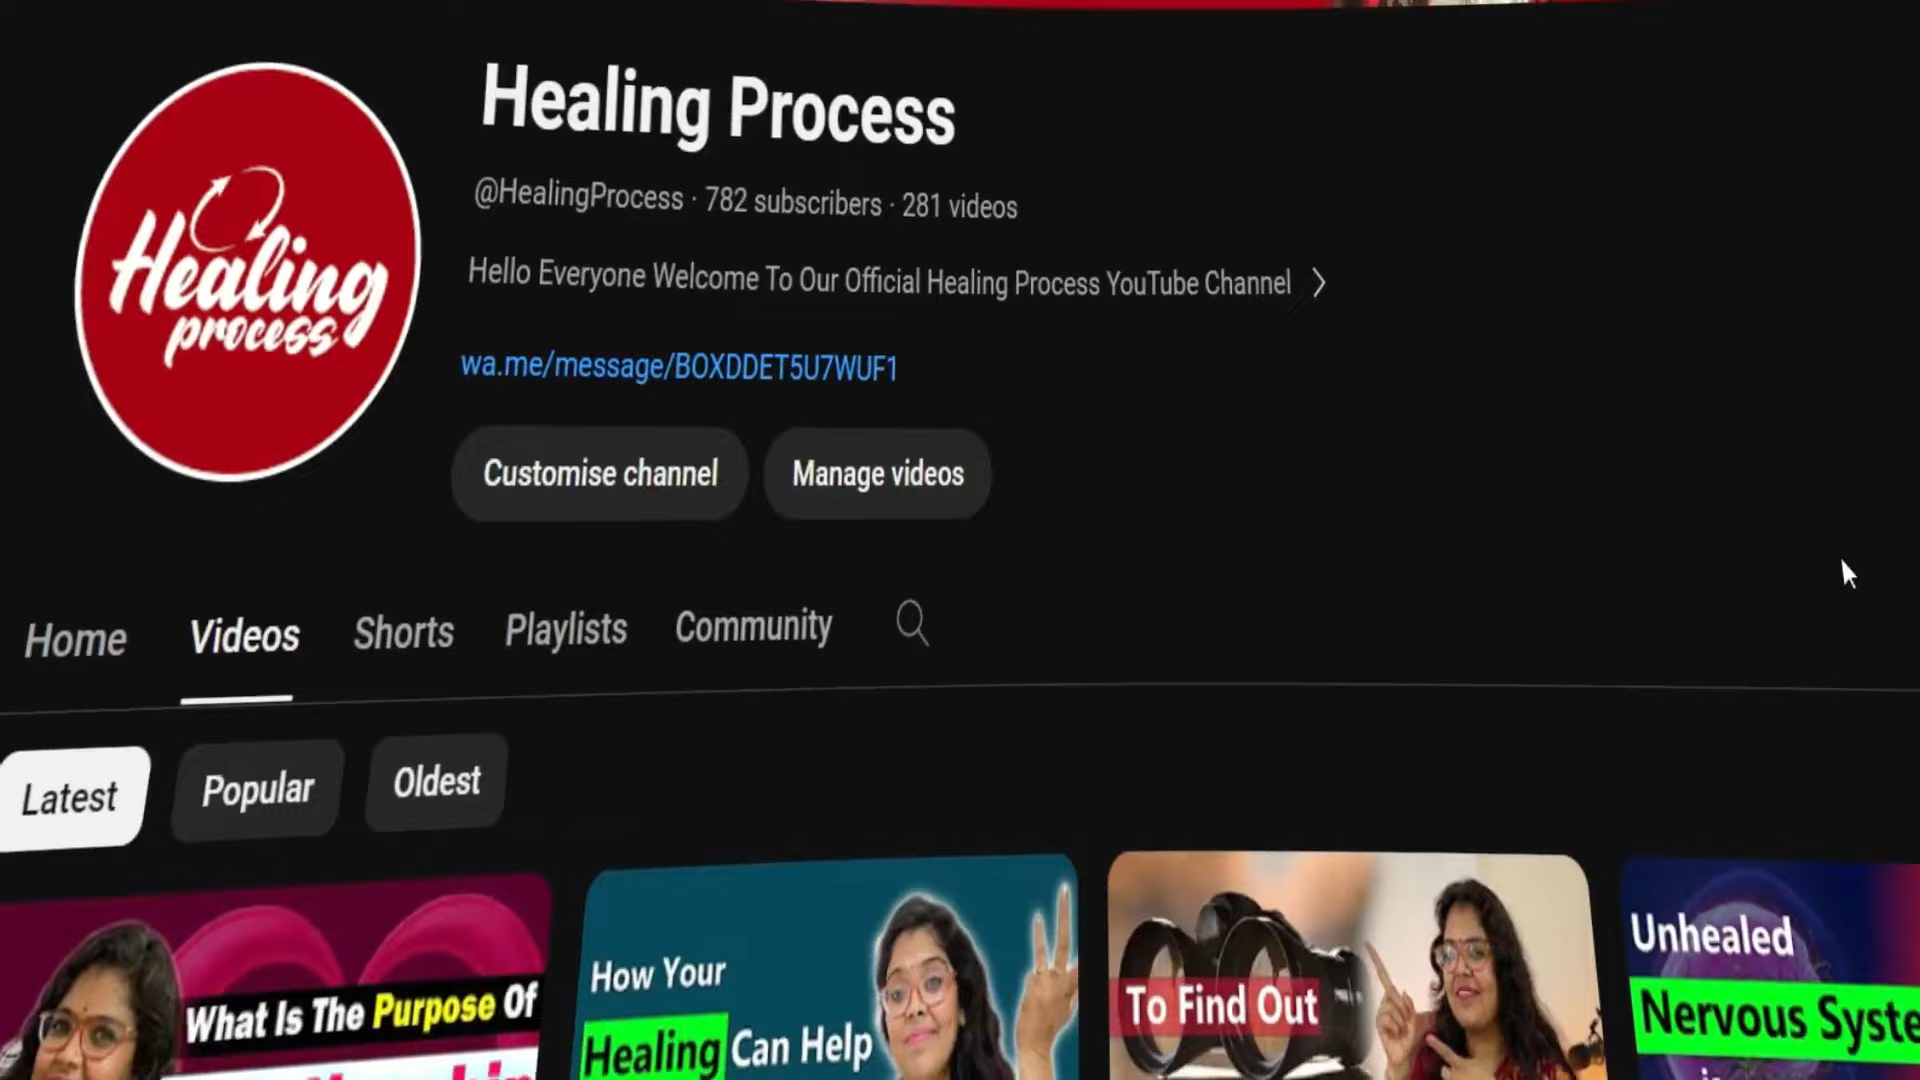 Healing
process
Healing Process
@HealingProcess · 782 subscribers · 281 videos
Hello Everyone Welcome To Our Official Healing Process YouTube Channel
wa.me/message/BOXDDET5U7WUF1
Customise channel
Manage videos
Home
Videos
Shorts
Playlists
Community
Latest
Popular
Oldest
What Is The Purpose Of
How Your
Healing Can Help
To Find Out
Unhealed
Nervous Syste